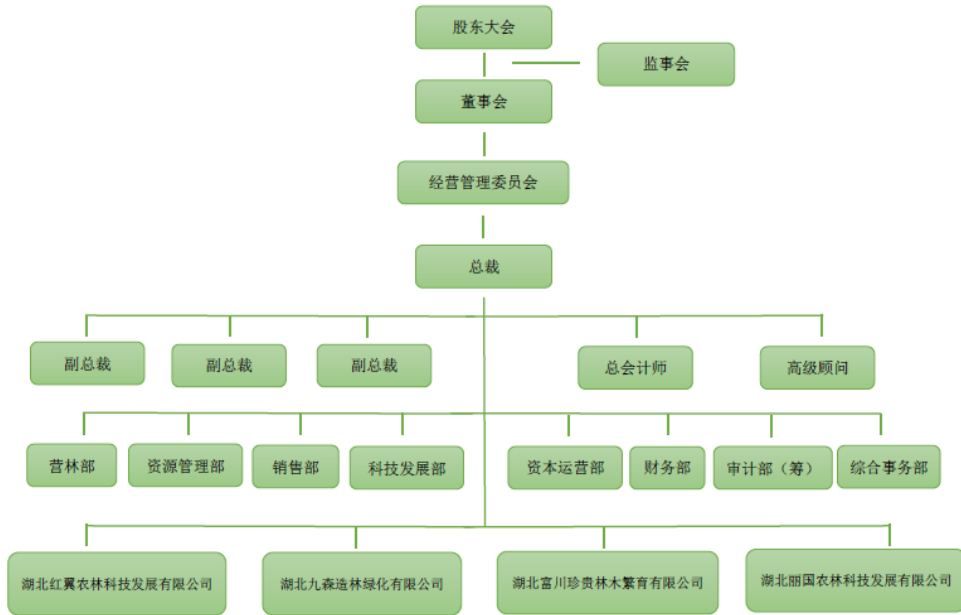 股东大会
监事会
董事会
经营管理委员会
总裁
副总裁
副总裁
副总裁
总会计师
高级顾问
营林部
资源管理部
销售部
科技发展部
资本运营部
财务部
审计部（筹）
综合事务部
湖北红翼农林科技发展有限公司
湖北九森造林绿化有限公司
湖北富川珍贵林木繁育有限公司
湖北丽国农林科技发展有限公司